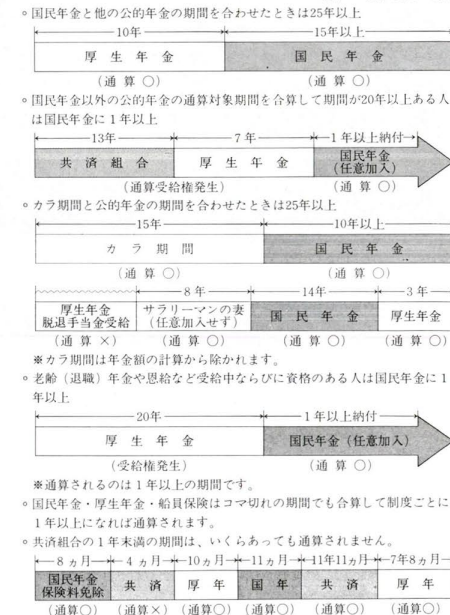 ◦国民年金と他の公的年金の期間を合わせたときは25年以上
10年 15年以上
厚生年金 国民年金
(通算○) (通算○)
◦国民年金以外の公的年金の通算対象期間を合算して期間が20年以上ある人
は国民年金に1年以上
13年 7年 1年以上納付
共済組合 厚生年金 国民年金
(任意加入)
(通算受給権発生) (通算○)
◦カラ期間と公的年金の期間を合わせたときは25年以上
15年 10年以上
カラ期間 国民年金
(通算○) (通算○)
8年 14年 3年
厚生年金 サラリーマンの妻 国民年金 厚生年金
脱退手当金受給 (任意加入せず)
(通算×) (通算○) (通算○) (通算○)
※カラ期間は年金額の計算から除かれます。
◦老齢(退職)年金や恩給など受給中ならびに資格のある人は国民年金に1
年以上
20年 1年以上納付
厚生年金 国民年金(任意加入)
(受給権発生) (通算○)
※通算されるのは1年以上の期間です。
◦国民年金・厚生年金・船員保険はコマ切れの期間でも合算して制度ごとに
1年以上になれば通算されます。
◦共済組合の1年未満の期間は、いくらあっても通算されません。
8ヵ月 4ヵ月 10ヵ月 11ヵ月 11年11ヵ月 7年8ヵ月
国民年金 共済 厚年 国年 共済 厚年
保険料免除
(通算○) (通算×) (通算○) (通算○) (通算○) (通算○)